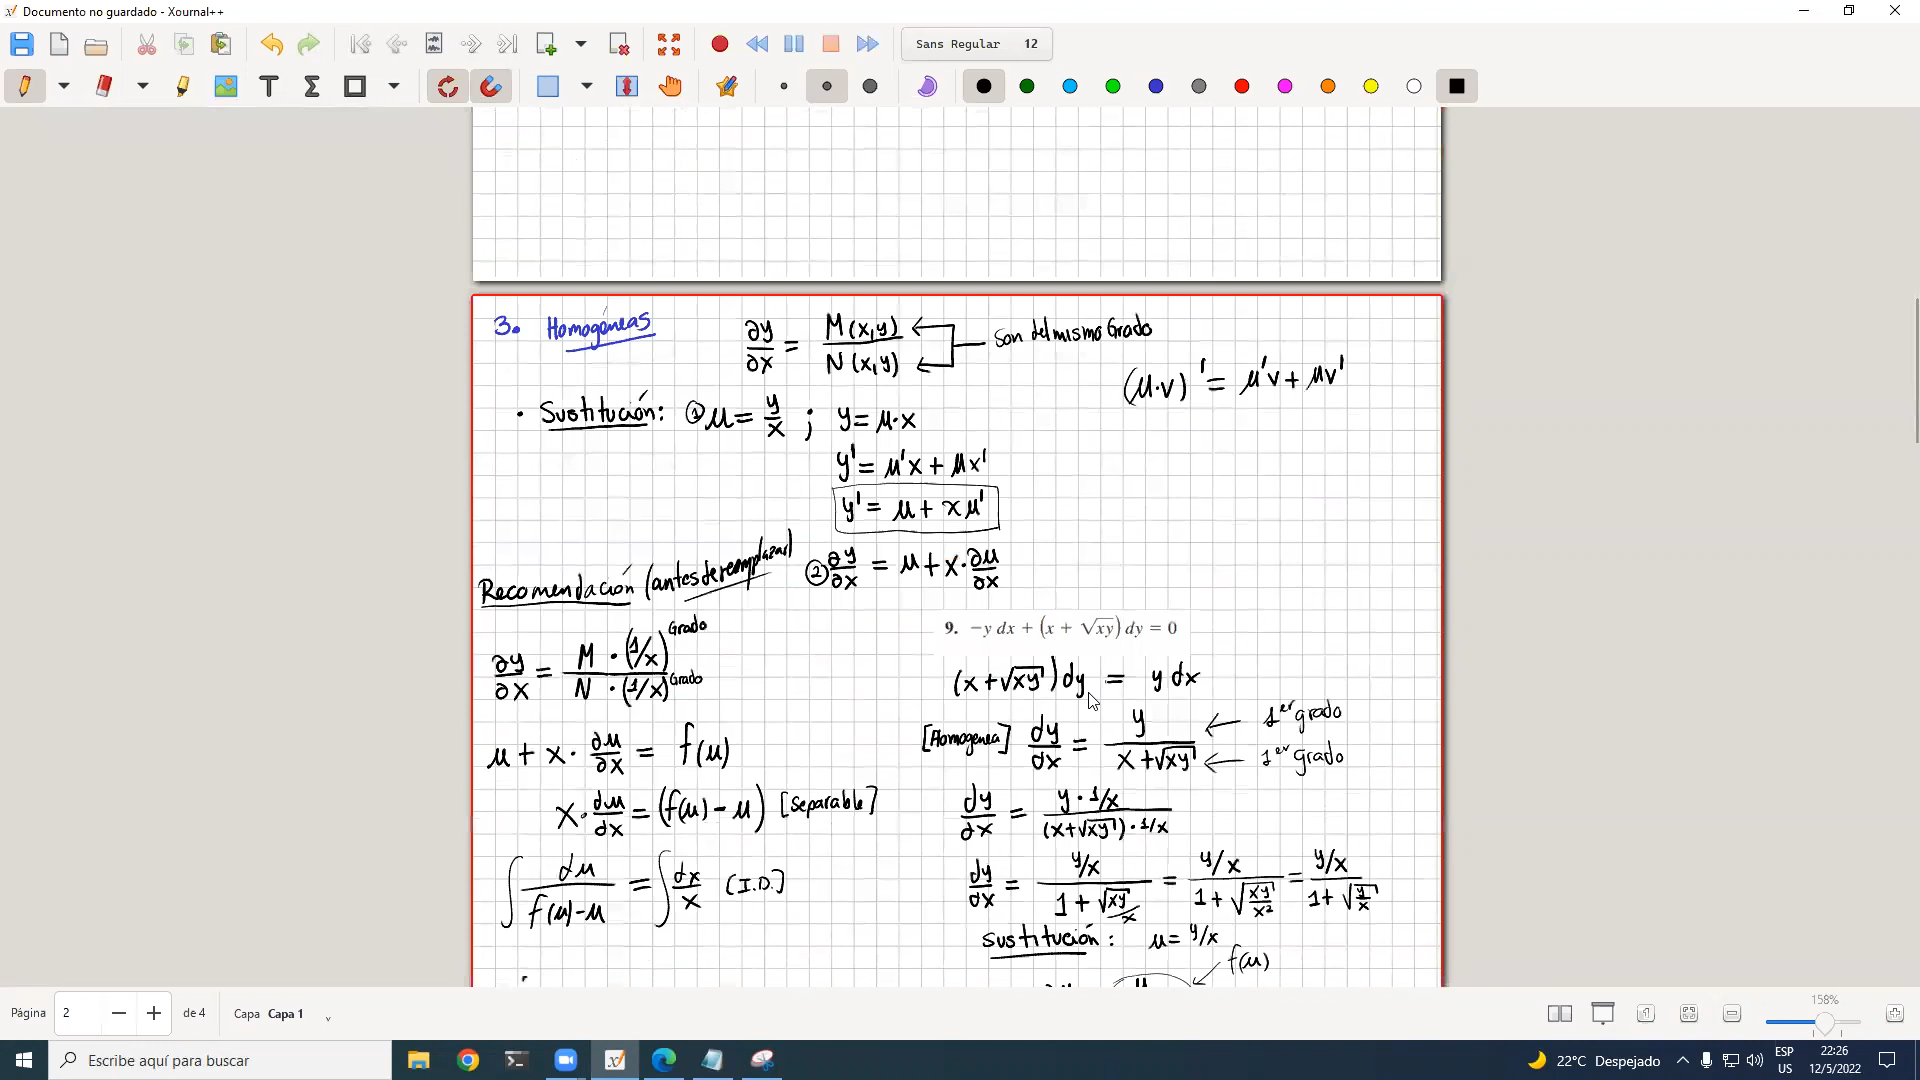 Documento no guardado - Xournal++
Sans Regular 12
3. Homogéneas
∂y/∂x = M(x,y)/N(x,y)
Son del mismo Grado
(μ·v)' = μ'v + μv'
• Sustitución: ① μ = y/x ; y = μ·x
y' = μ'x + μx'
y' = μ + xμ'
② ∂y/∂x = μ + x·∂μ/∂x
Recomendación (antes de reemplazar)
∂y/∂x = M·(1/x)^Grado / N·(1/x)^Grado
μ + x·∂μ/∂x = f(μ)
x·dμ/dx = (f(μ) - μ) [Separable]
∫ dμ/(f(μ)-μ) = ∫ dx/x [I.D.]
9. −y dx + (x + √xy) dy = 0
(x + √xy) dy = y dx
[Homogenea] dy/dx = y/(x + √xy)
1er grado
1er grado
dy/dx = y·1/x / (x+√xy)·1/x
dy/dx = y/x / (1 + √xy/x) = y/x / (1 + √(xy/x²)) = y/x / (1 + √(y/x))
sustitución: μ = y/x
f(μ)
Página 2 de 4 Capa Capa 1
158%
Escribe aquí para buscar
22°C Despejado
ESP
US
22:26
12/5/2022